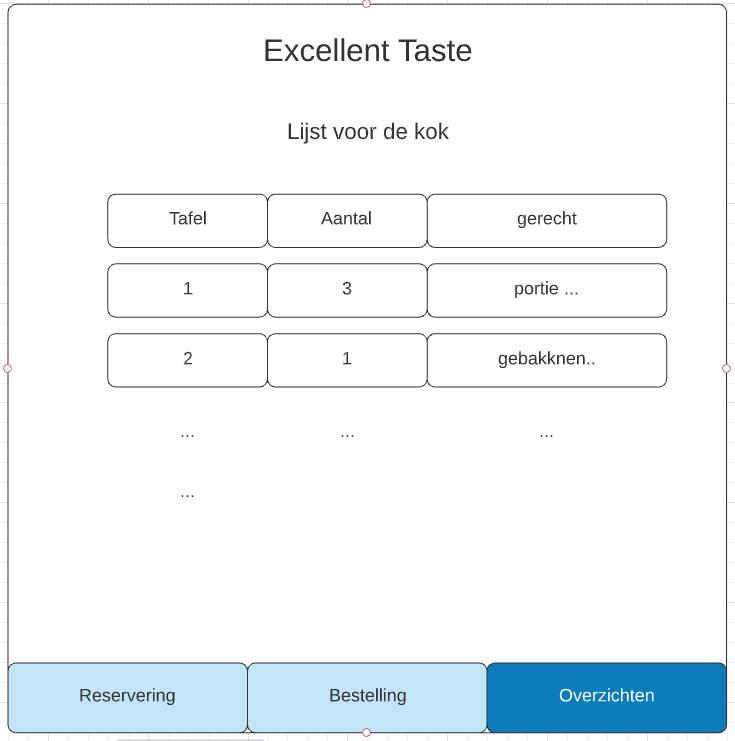 Excellent Taste
Lijst voor de kok
Tafel Aantal gerecht
1 3 portie ...
2 1 gebakknen..
... ... ...
...
Reservering Bestelling Overzichten